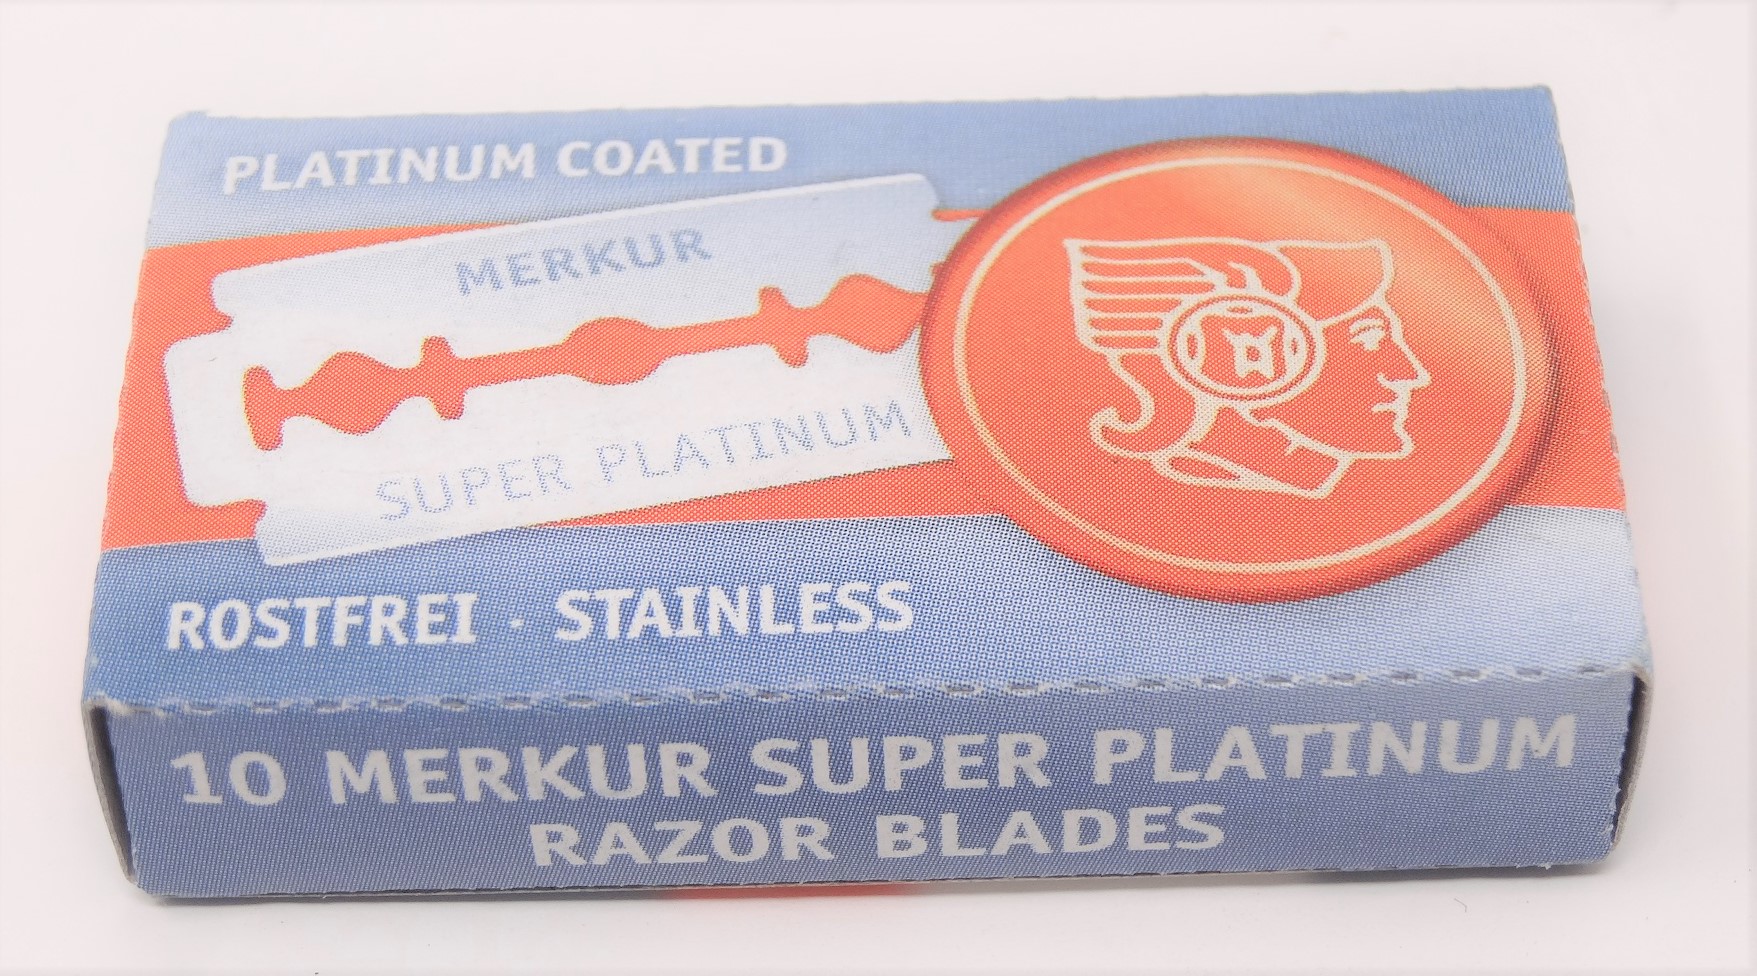 PLATINUM COATED
MERKUR
SUPER PLATINUM
ROSTFREI · STAINLESS
10 MERKUR SUPER PLATINUM
RAZOR BLADES